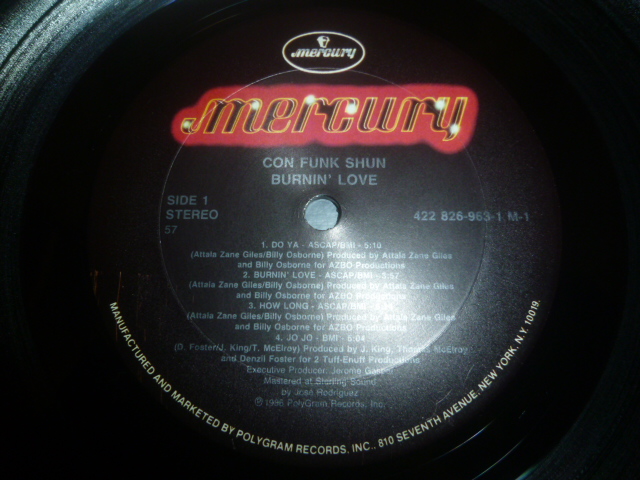 mercury
mercury
CON FUNK SHUN
BURNIN' LOVE
SIDE 1
STEREO
57
422 826-963-1 M-1
1. DO YA - ASCAP/BMI - 5:10
(Attala Zane Giles/Billy Osborne) Produced by Attala Zane Giles
and Billy Osborne for AZBO Productions
2. BURNIN' LOVE - ASCAP/BMI - 3:57
(Attala Zane Giles/Billy Osborne) Produced by Attala Zane Giles
and Billy Osborne for AZBO Productions
3. HOW LONG - ASCAP/BMI -
(Attala Zane Giles/Billy Osborne) Produced by Attala Zane Giles
and Billy Osborne for AZBO Productions
4. JO JO - BMI - 5:04
(D. Foster/J. King/T. McElroy) Produced by J. King, Thomas McElroy
and Denzil Foster for 2 Tuff-Enuff Productions
Executive Producer: Jerome
Mastered at Sterling Sound
by José Rodriguez
℗ 1986 PolyGram Records, Inc.
MANUFACTURED AND MARKETED BY POLYGRAM RECORDS, INC., 810 SEVENTH AVENUE, NEW YORK, N.Y. 10019.